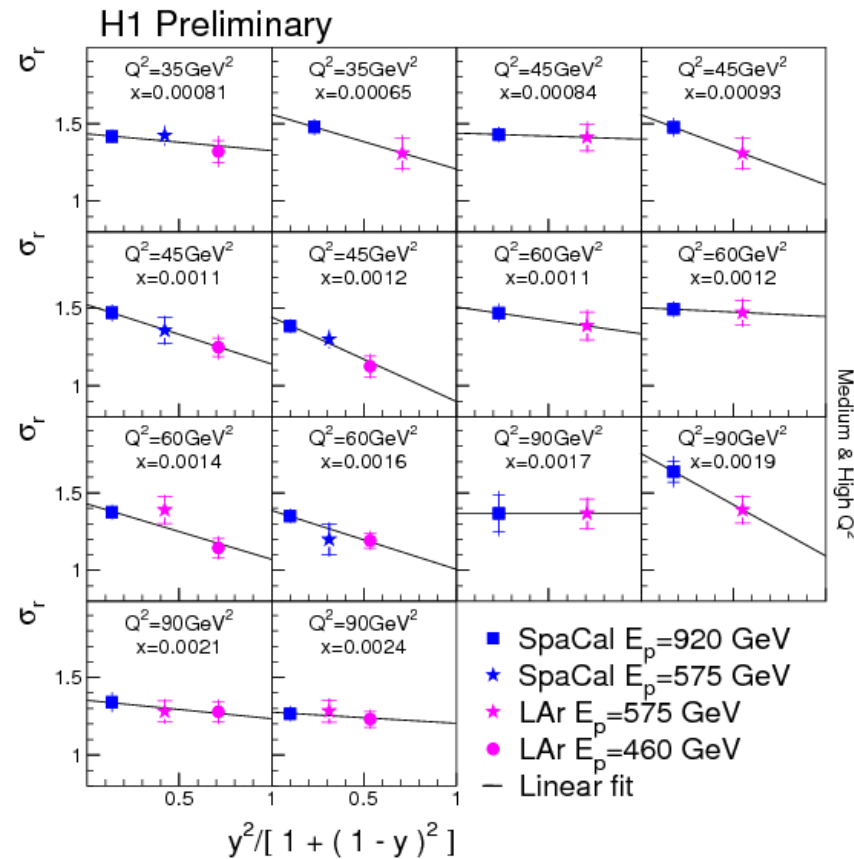 H1 Preliminary
σr
Q²=35GeV²
x=0.00081
Q²=35GeV²
x=0.00065
Q²=45GeV²
x=0.00084
Q²=45GeV²
x=0.00093
1.5
1
σr
Q²=45GeV²
x=0.0011
Q²=45GeV²
x=0.0012
Q²=60GeV²
x=0.0011
Q²=60GeV²
x=0.0012
1.5
1
σr
Q²=60GeV²
x=0.0014
Q²=60GeV²
x=0.0016
Q²=90GeV²
x=0.0017
Q²=90GeV²
x=0.0019
1.5
1
Medium & High Q²
σr
Q²=90GeV²
x=0.0021
Q²=90GeV²
x=0.0024
1.5
1
0.5 1 0.5 1
y²/[ 1 + ( 1 - y )² ]
SpaCal Ep=920 GeV
SpaCal Ep=575 GeV
LAr Ep=575 GeV
LAr Ep=460 GeV
Linear fit